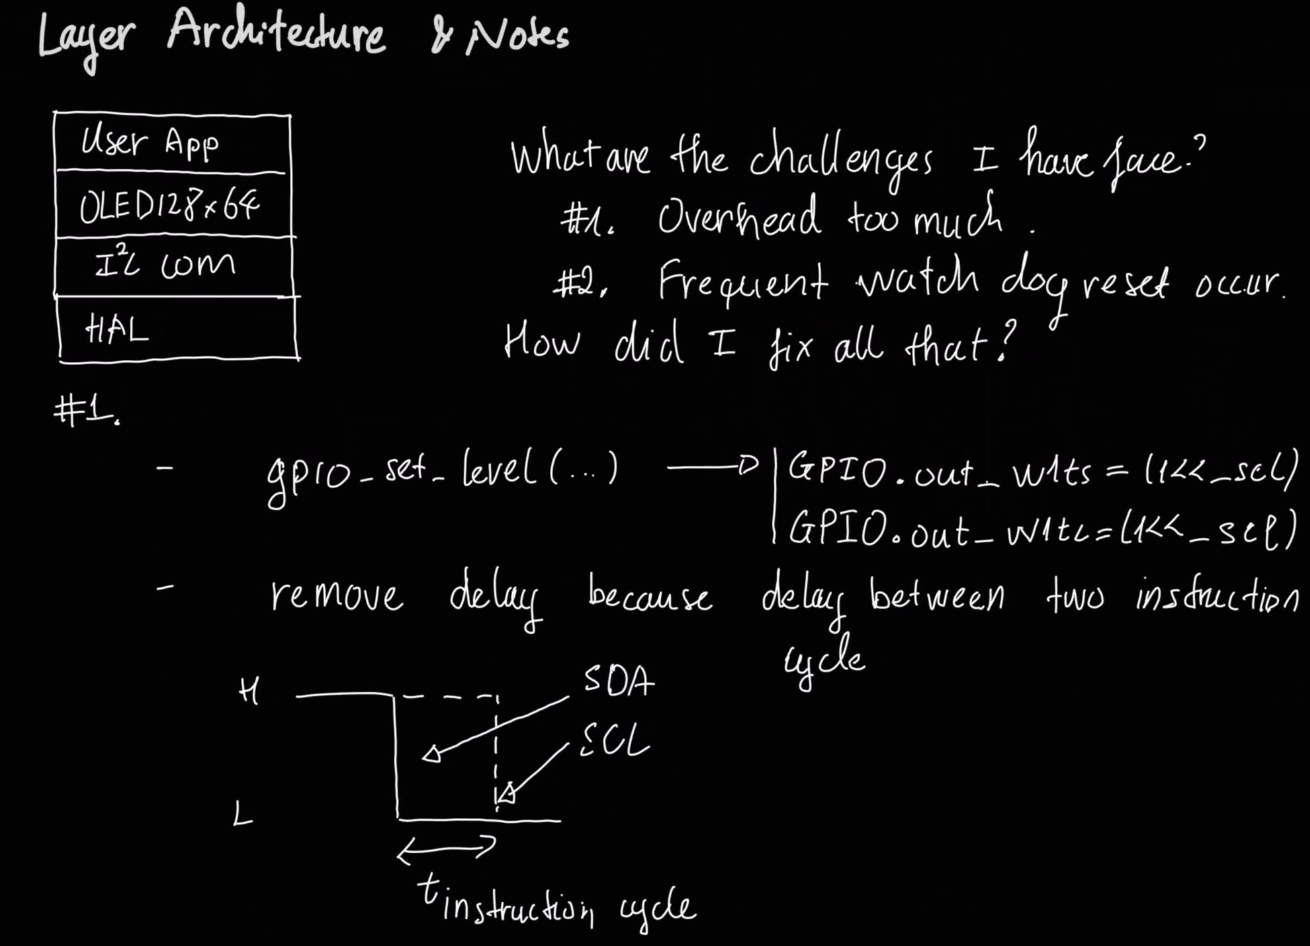 Layer Architecture & Notes
User App
OLED128x64
I²C com
HAL
What are the challenges I have face?
#1. Overhead too much.
#2. Frequent watch dog reset occur.
How did I fix all that?
#1.
- gpio_set_level(...) → GPIO.out_w1ts = (1<<_scl)
GPIO.out_w1tc = (1<<_scl)
- remove delay because delay between two instruction
cycle
H
SDA
SCL
L
t instruction cycle